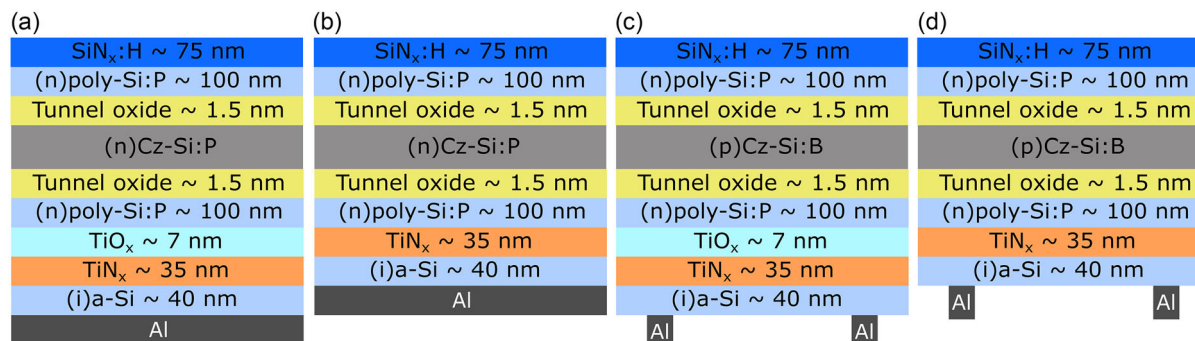 (a)
SiNx:H ~ 75 nm
(n)poly-Si:P ~ 100 nm
Tunnel oxide ~ 1.5 nm
(n)Cz-Si:P
Tunnel oxide ~ 1.5 nm
(n)poly-Si:P ~ 100 nm
TiOx ~ 7 nm
TiNx ~ 35 nm
(i)a-Si ~ 40 nm
Al
(b)
SiNx:H ~ 75 nm
(n)poly-Si:P ~ 100 nm
Tunnel oxide ~ 1.5 nm
(n)Cz-Si:P
Tunnel oxide ~ 1.5 nm
(n)poly-Si:P ~ 100 nm
TiNx ~ 35 nm
(i)a-Si ~ 40 nm
Al
(c)
SiNx:H ~ 75 nm
(n)poly-Si:P ~ 100 nm
Tunnel oxide ~ 1.5 nm
(p)Cz-Si:B
Tunnel oxide ~ 1.5 nm
(n)poly-Si:P ~ 100 nm
TiOx ~ 7 nm
TiNx ~ 35 nm
(i)a-Si ~ 40 nm
Al Al
(d)
SiNx:H ~ 75 nm
(n)poly-Si:P ~ 100 nm
Tunnel oxide ~ 1.5 nm
(p)Cz-Si:B
Tunnel oxide ~ 1.5 nm
(n)poly-Si:P ~ 100 nm
TiNx ~ 35 nm
(i)a-Si ~ 40 nm
Al Al